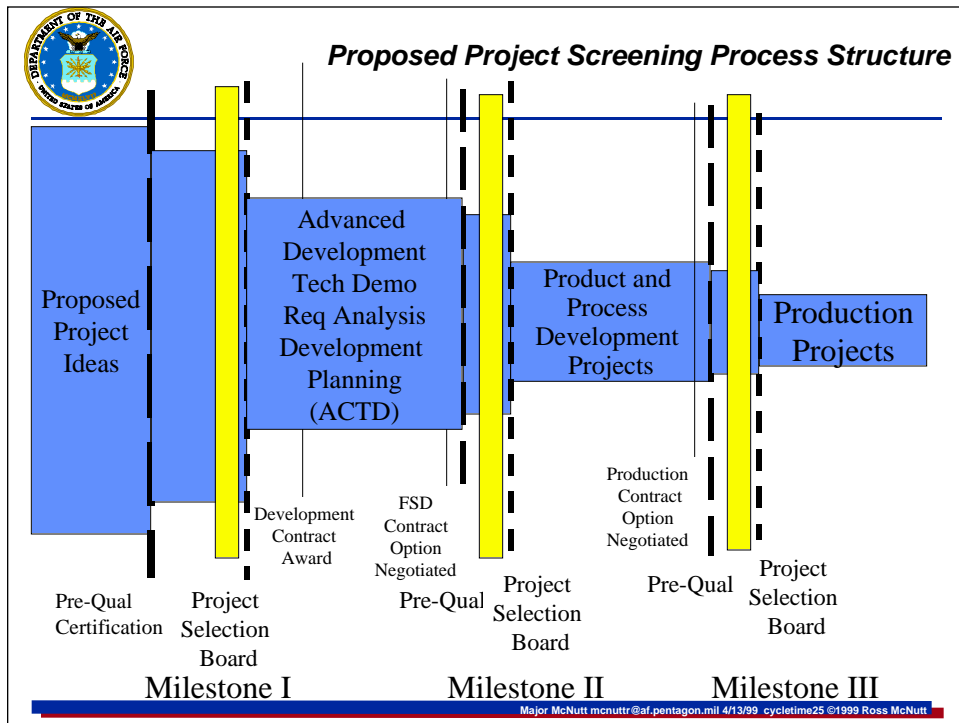 DEPARTMENT OF THE AIR FORCE
UNITED STATES OF AMERICA
Proposed Project Screening Process Structure
Proposed
Project
Ideas
Advanced
Development
Tech Demo
Req Analysis
Development
Planning
(ACTD)
Product and
Process
Development
Projects
Production
Projects
Development
Contract
Award
FSD
Contract
Option
Negotiated
Production
Contract
Option
Negotiated
Pre-Qual
Certification
Project
Selection
Board
Pre-Qual
Project
Selection
Board
Pre-Qual
Project
Selection
Board
Milestone I
Milestone II
Milestone III
Major McNutt mcnuttr@af.pentagon.mil 4/13/99 cycletime25 ©1999 Ross McNutt